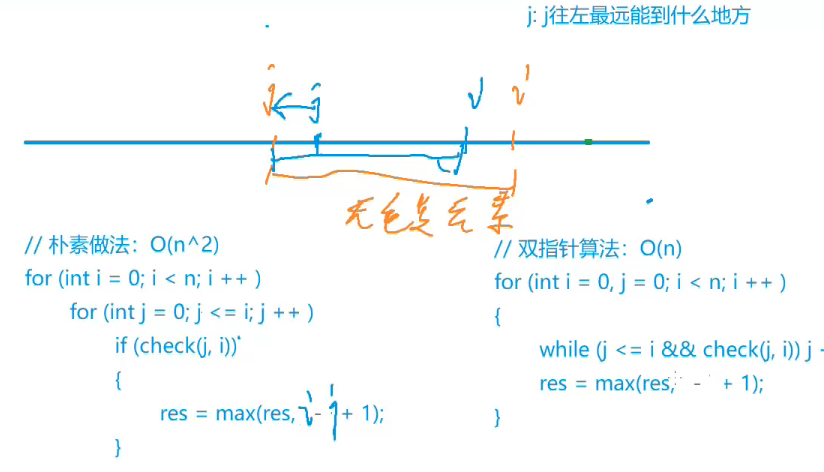 j: j往左最远能到什么地方
j
j
i
i
无重复元素
// 朴素做法：O(n^2)
for (int i = 0; i < n; i ++ )
for (int j = 0; j <= i; j ++ )
if (check(j, i))
{
res = max(res, i - j + 1);
}
// 双指针算法：O(n)
for (int i = 0, j = 0; i < n; i ++ )
{
while (j <= i && check(j, i)) j
res = max(res, - + 1);
}